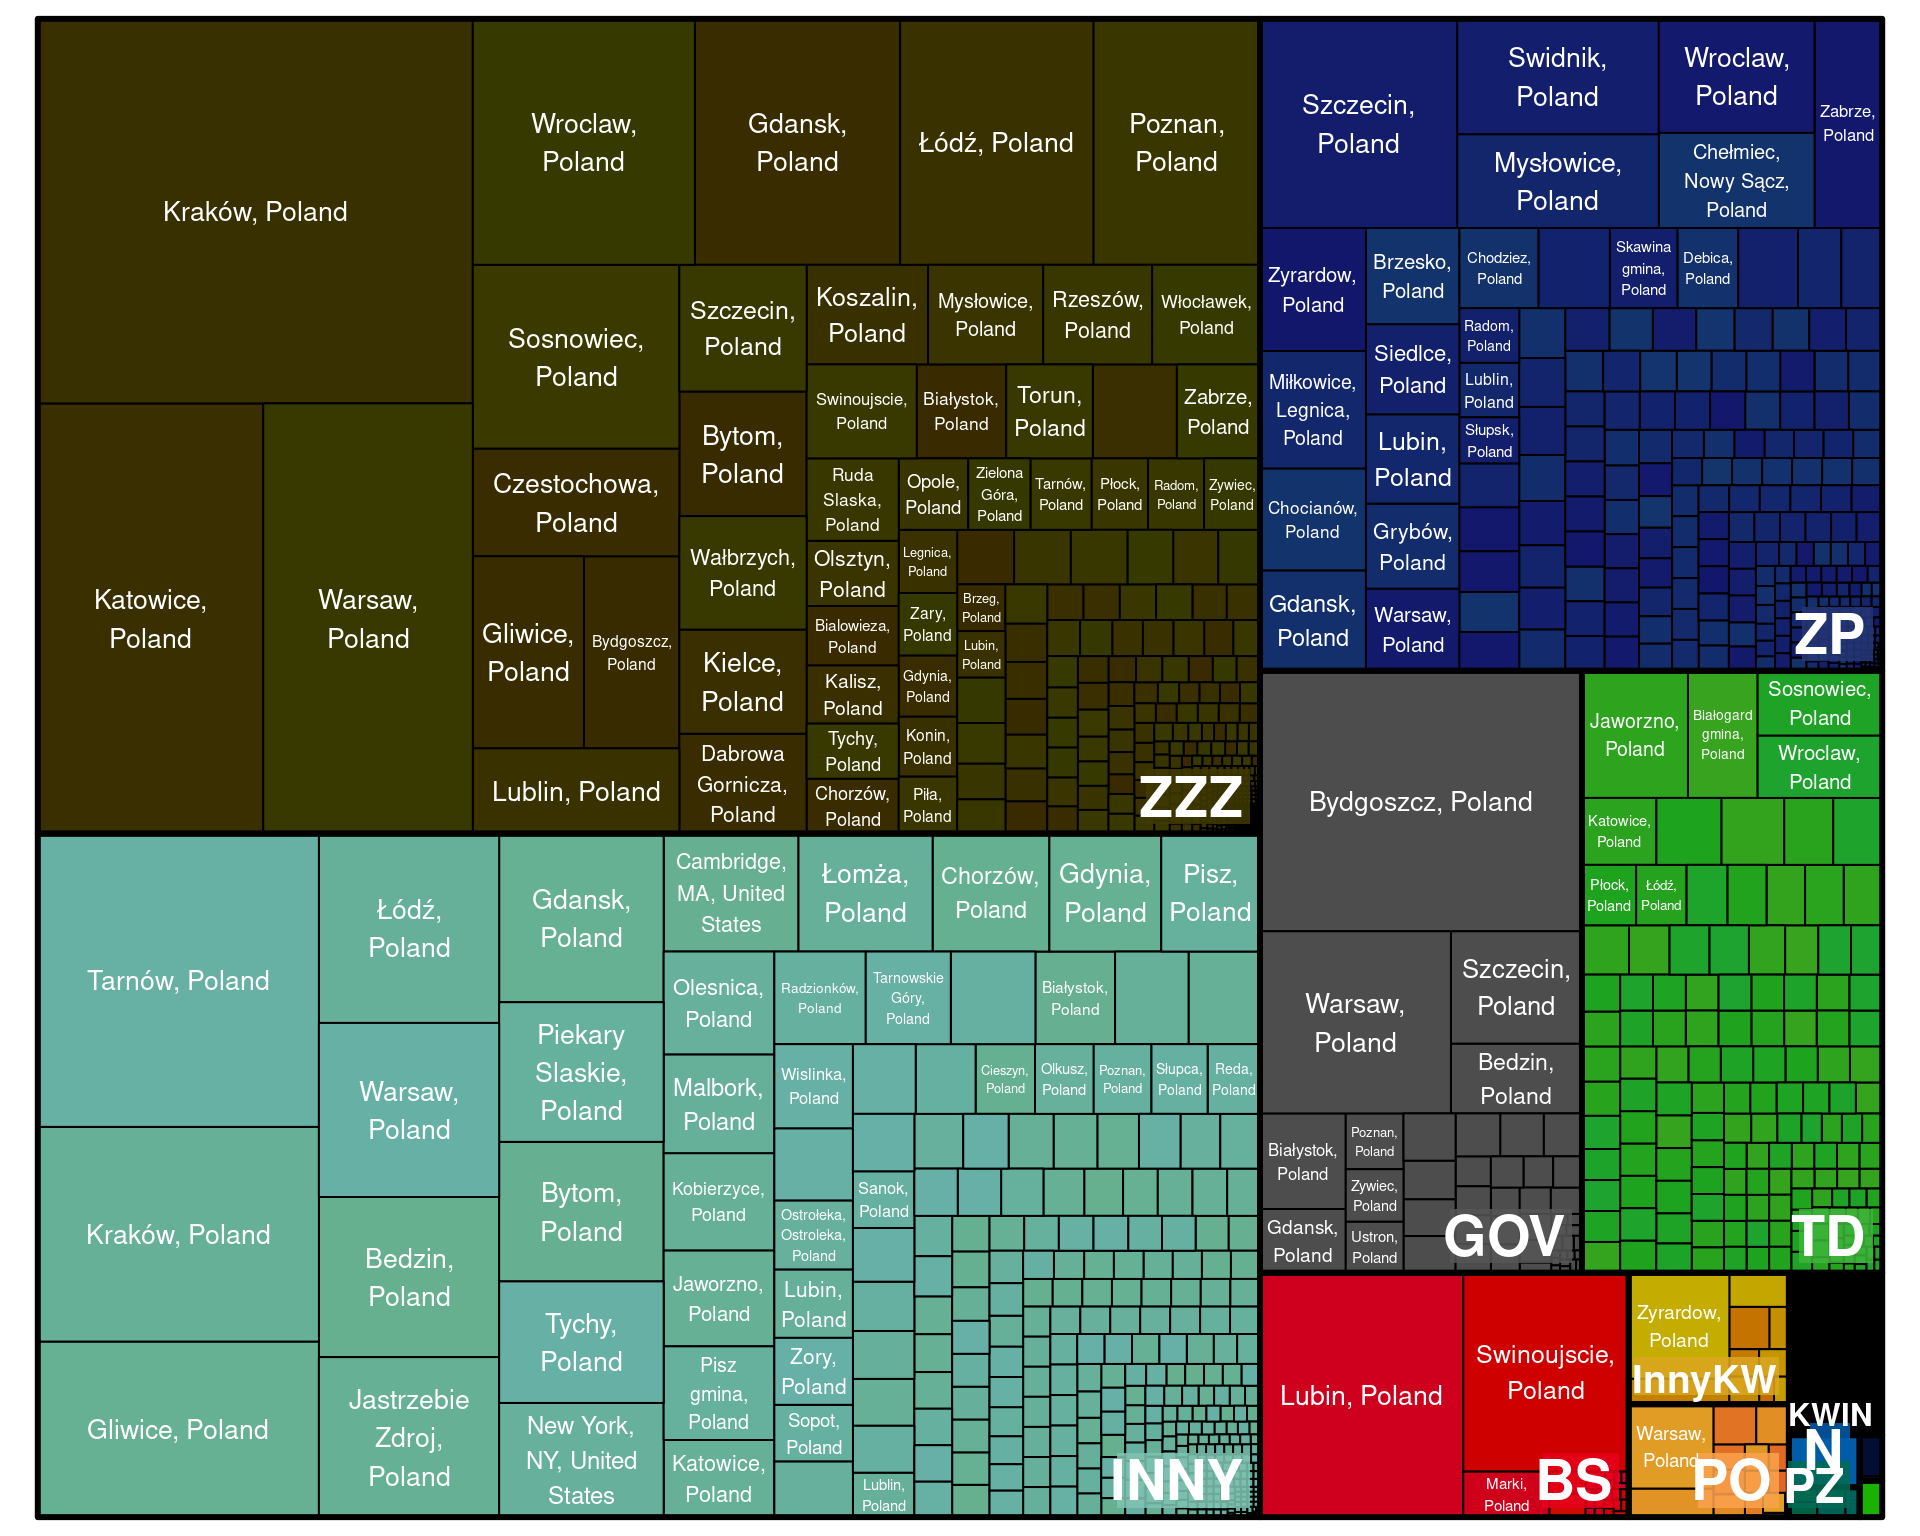 Kraków, Poland
Katowice,
Poland
Warsaw,
Poland
Wroclaw,
Poland
Gdansk,
Poland
Łódź, Poland
Poznan,
Poland
Sosnowiec,
Poland
Czestochowa,
Poland
Gliwice,
Poland
Bydgoszcz,
Poland
Lublin, Poland
Szczecin,
Poland
Bytom,
Poland
Wałbrzych,
Poland
Kielce,
Poland
Dabrowa
Gornicza,
Poland
Koszalin,
Poland
Mysłowice,
Poland
Rzeszów,
Poland
Włocławek,
Poland
Swinoujscie,
Poland
Białystok,
Poland
Torun,
Poland
Zabrze,
Poland
Ruda
Slaska,
Poland
Olsztyn,
Poland
Bialowieza,
Poland
Kalisz,
Poland
Tychy,
Poland
Chorzów,
Poland
Opole,
Poland
Zielona
Góra,
Poland
Tarnów,
Poland
Płock,
Poland
Radom,
Poland
Zywiec,
Poland
Legnica,
Poland
Zary,
Poland
Gdynia,
Poland
Konin,
Poland
Piła,
Poland
Brzeg,
Poland
Lubin,
Poland
ZZZ
Szczecin,
Poland
Swidnik,
Poland
Mysłowice,
Poland
Wroclaw,
Poland
Chełmiec,
Nowy Sącz,
Poland
Zabrze,
Poland
Zyrardow,
Poland
Miłkowice,
Legnica,
Poland
Chocianów,
Poland
Gdansk,
Poland
Brzesko,
Poland
Siedlce,
Poland
Lubin,
Poland
Grybów,
Poland
Warsaw,
Poland
Chodziez,
Poland
Skawina
gmina,
Poland
Debica,
Poland
Radom,
Poland
Lublin,
Poland
Słupsk,
Poland
ZP
Tarnów, Poland
Kraków, Poland
Gliwice, Poland
Łódź,
Poland
Warsaw,
Poland
Bedzin,
Poland
Jastrzebie
Zdroj,
Poland
Gdansk,
Poland
Piekary
Slaskie,
Poland
Bytom,
Poland
Tychy,
Poland
New York,
NY, United
States
Cambridge,
MA, United
States
Łomża,
Poland
Chorzów,
Poland
Gdynia,
Poland
Pisz,
Poland
Olesnica,
Poland
Malbork,
Poland
Kobierzyce,
Poland
Jaworzno,
Poland
Pisz
gmina,
Poland
Katowice,
Poland
Radzionków,
Poland
Tarnowskie
Góry,
Poland
Białystok,
Poland
Wislinka,
Poland
Cieszyn,
Poland
Olkusz,
Poland
Poznan,
Poland
Słupca,
Poland
Reda,
Poland
Ostrołeka,
Ostroleka,
Poland
Sanok,
Poland
Lubin,
Poland
Zory,
Poland
Sopot,
Poland
Lublin,
Poland
INNY
Bydgoszcz, Poland
Warsaw,
Poland
Szczecin,
Poland
Bedzin,
Poland
Białystok,
Poland
Gdansk,
Poland
Poznan,
Poland
Zywiec,
Poland
Ustron,
Poland
GOV
Jaworzno,
Poland
Białogard
gmina,
Poland
Sosnowiec,
Poland
Wroclaw,
Poland
Katowice,
Poland
Płock,
Poland
Łódź,
Poland
TD
Lubin, Poland
Swinoujscie,
Poland
Marki,
Poland
BS
Zyrardow,
Poland
InnyKW
Warsaw,
Poland
PO
KWIN
N
PZ